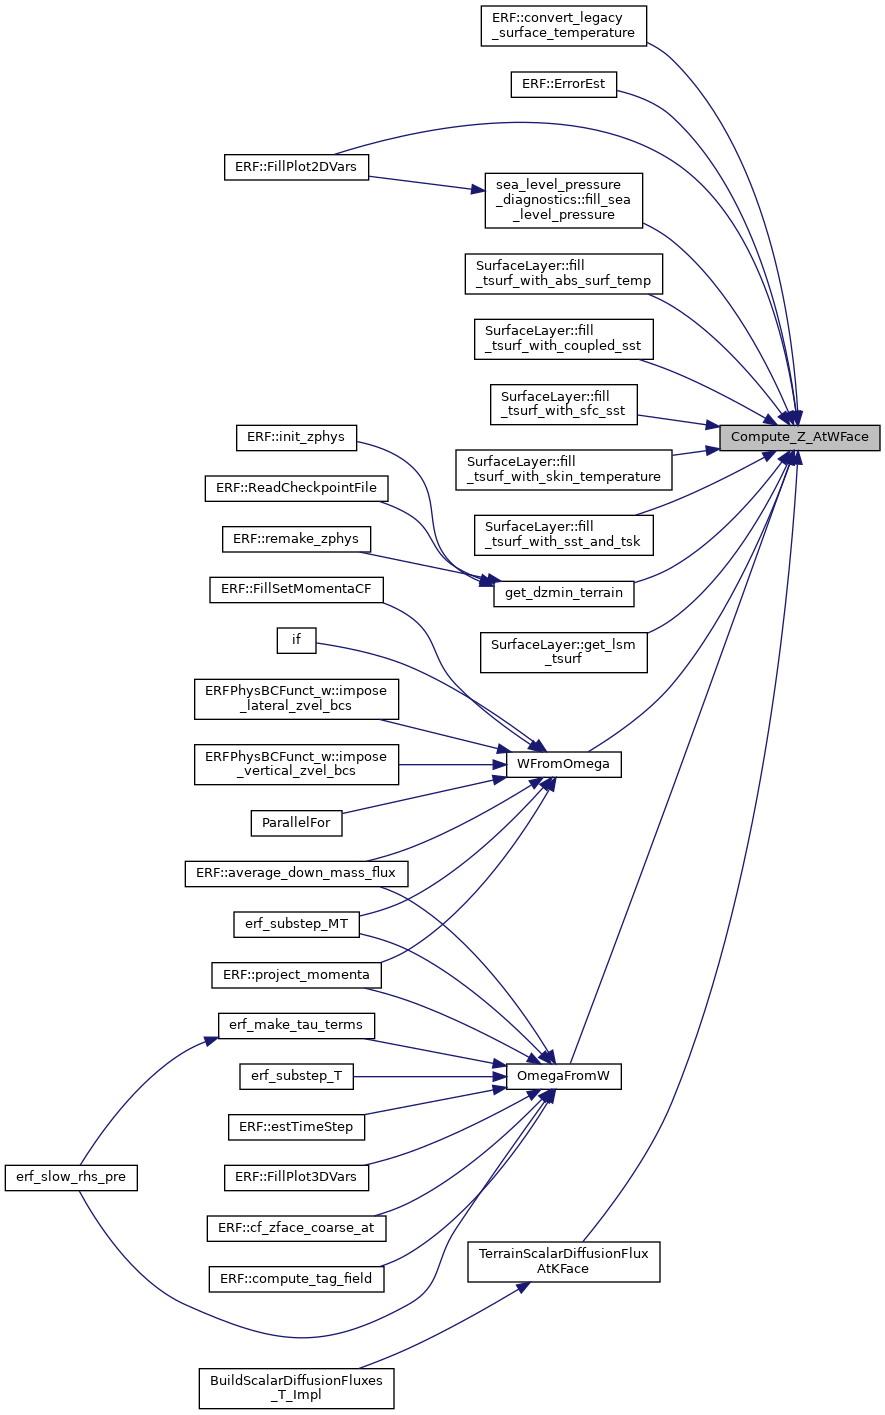 ERF::convert_legacy
_surface_temperature
ERF::ErrorEst
ERF::FillPlot2DVars
sea_level_pressure
_diagnostics::fill_sea
_level_pressure
SurfaceLayer::fill
_tsurf_with_abs_surf_temp
SurfaceLayer::fill
_tsurf_with_coupled_sst
SurfaceLayer::fill
_tsurf_with_sfc_sst
Compute_Z_AtWFace
ERF::init_zphys
SurfaceLayer::fill
_tsurf_with_skin_temperature
ERF::ReadCheckpointFile
SurfaceLayer::fill
_tsurf_with_sst_and_tsk
ERF::remake_zphys
ERF::FillSetMomentaCF
get_dzmin_terrain
if
SurfaceLayer::get_lsm
_tsurf
ERFPhysBCFunct_w::impose
_lateral_zvel_bcs
ERFPhysBCFunct_w::impose
_vertical_zvel_bcs
WFromOmega
ParallelFor
ERF::average_down_mass_flux
erf_substep_MT
ERF::project_momenta
erf_make_tau_terms
erf_substep_T
OmegaFromW
ERF::estTimeStep
erf_slow_rhs_pre
ERF::FillPlot3DVars
ERF::cf_zface_coarse_at
TerrainScalarDiffusionFlux
AtKFace
ERF::compute_tag_field
BuildScalarDiffusionFluxes
_T_Impl